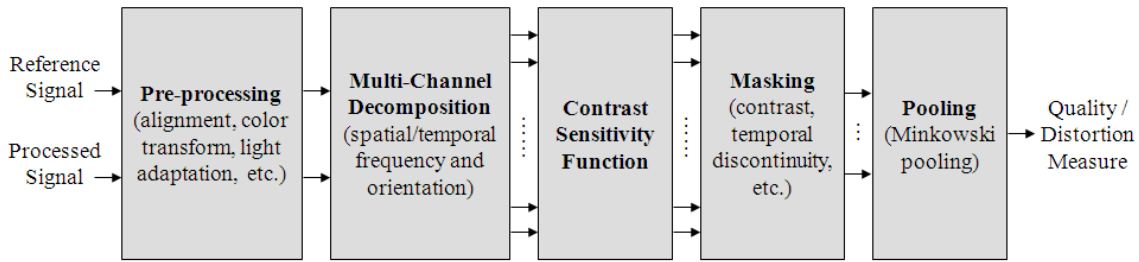 Reference
Signal
Processed
Signal
Pre-processing
(alignment, color
transform, light
adaptation, etc.)
Multi-Channel
Decomposition
(spatial/temporal
frequency and
orientation)
Contrast
Sensitivity
Function
Masking
(contrast,
temporal
discontinuity,
etc.)
Pooling
(Minkowski
pooling)
Quality /
Distortion
Measure